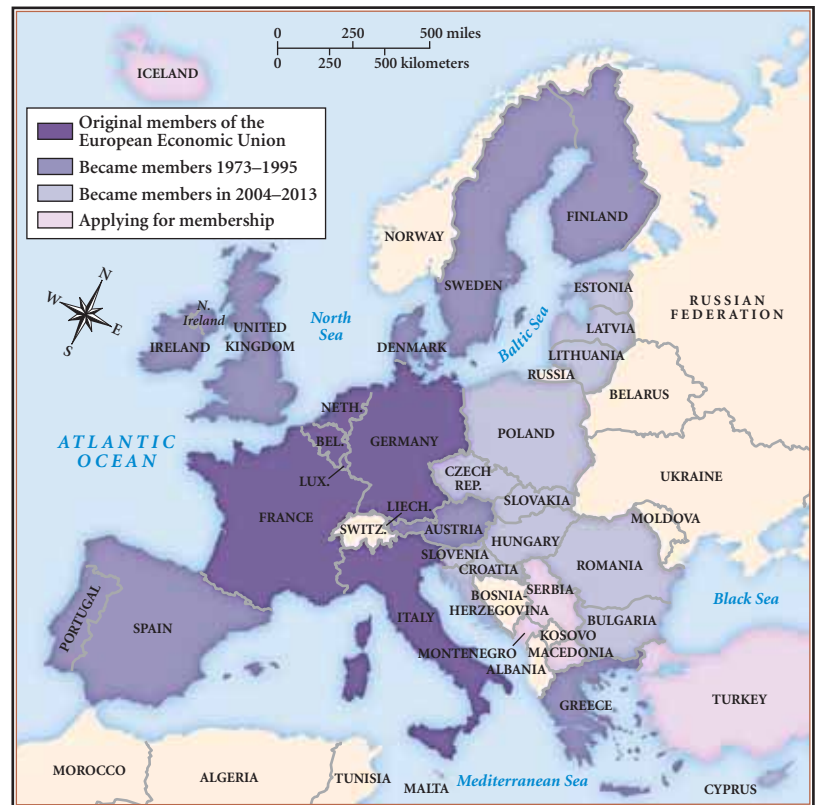 0 250 500 miles
0 250 500 kilometers
ICELAND
Original members of the
European Economic Union
Became members 1973–1995
Became members in 2004–2013
Applying for membership
NORWAY
FINLAND
SWEDEN
N
W
E
S
N.
Ireland
IRELAND
UNITED
KINGDOM
North
Sea
DENMARK
Baltic Sea
ESTONIA
LATVIA
LITHUANIA
RUSSIA
RUSSIAN
FEDERATION
BELARUS
NETH.
BEL.
GERMANY
POLAND
ATLANTIC
OCEAN
LUX.
CZECH
REP.
UKRAINE
SLOVAKIA
LIECH.
FRANCE
SWITZ.
AUSTRIA
MOLDOVA
HUNGARY
SLOVENIA
CROATIA
ROMANIA
BOSNIA-
HERZEGOVINA
SERBIA
Black Sea
PORTUGAL
SPAIN
ITALY
BULGARIA
KOSOVO
MONTENEGRO
MACEDONIA
ALBANIA
GREECE
TURKEY
MOROCCO
ALGERIA
TUNISIA
MALTA
Mediterranean Sea
CYPRUS